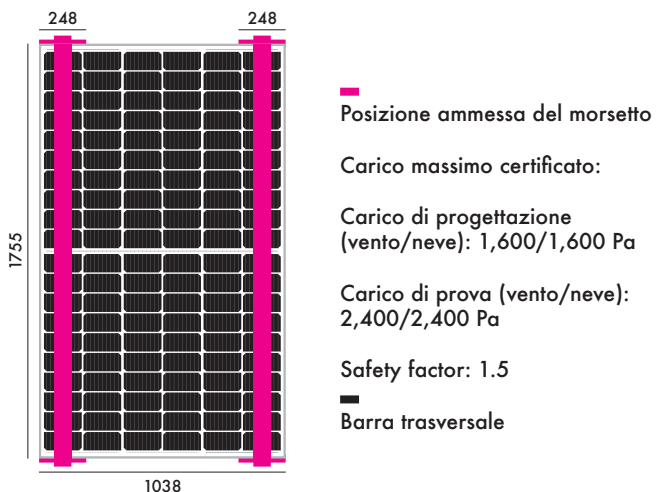 248
248
1755
1038
Posizione ammessa del morsetto
Carico massimo certificato:
Carico di progettazione
(vento/neve): 1,600/1,600 Pa
Carico di prova (vento/neve):
2,400/2,400 Pa
Safety factor: 1.5
Barra trasversale